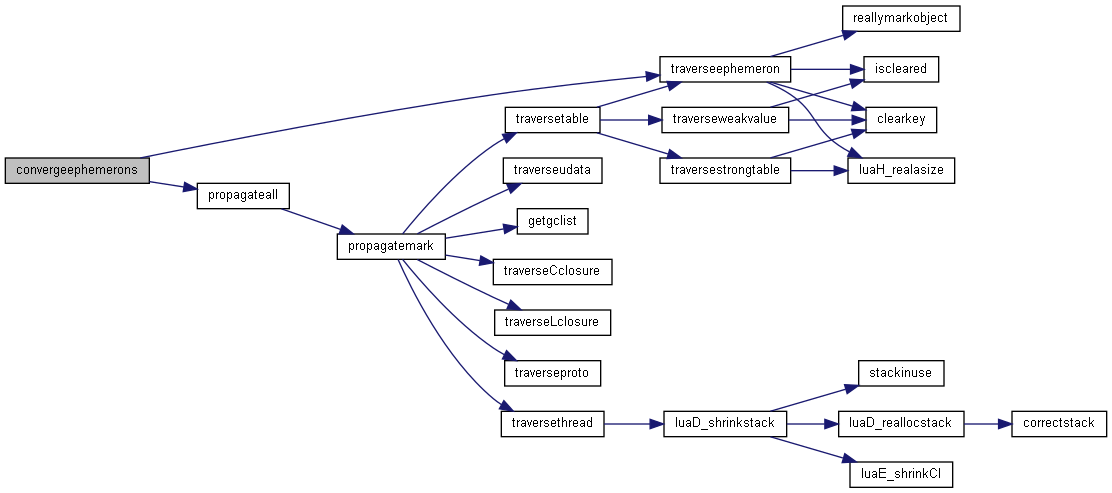 reallymarkobject
traverseephemeron
iscleared
traversetable
traverseweakvalue
clearkey
convergeephemerons
traverseudata
traversestrongtable
luaH_realasize
propagateall
getgclist
propagatemark
traverseCclosure
traverseLclosure
traverseproto
stackinuse
traversethread
luaD_shrinkstack
luaD_reallocstack
correctstack
luaE_shrinkCI